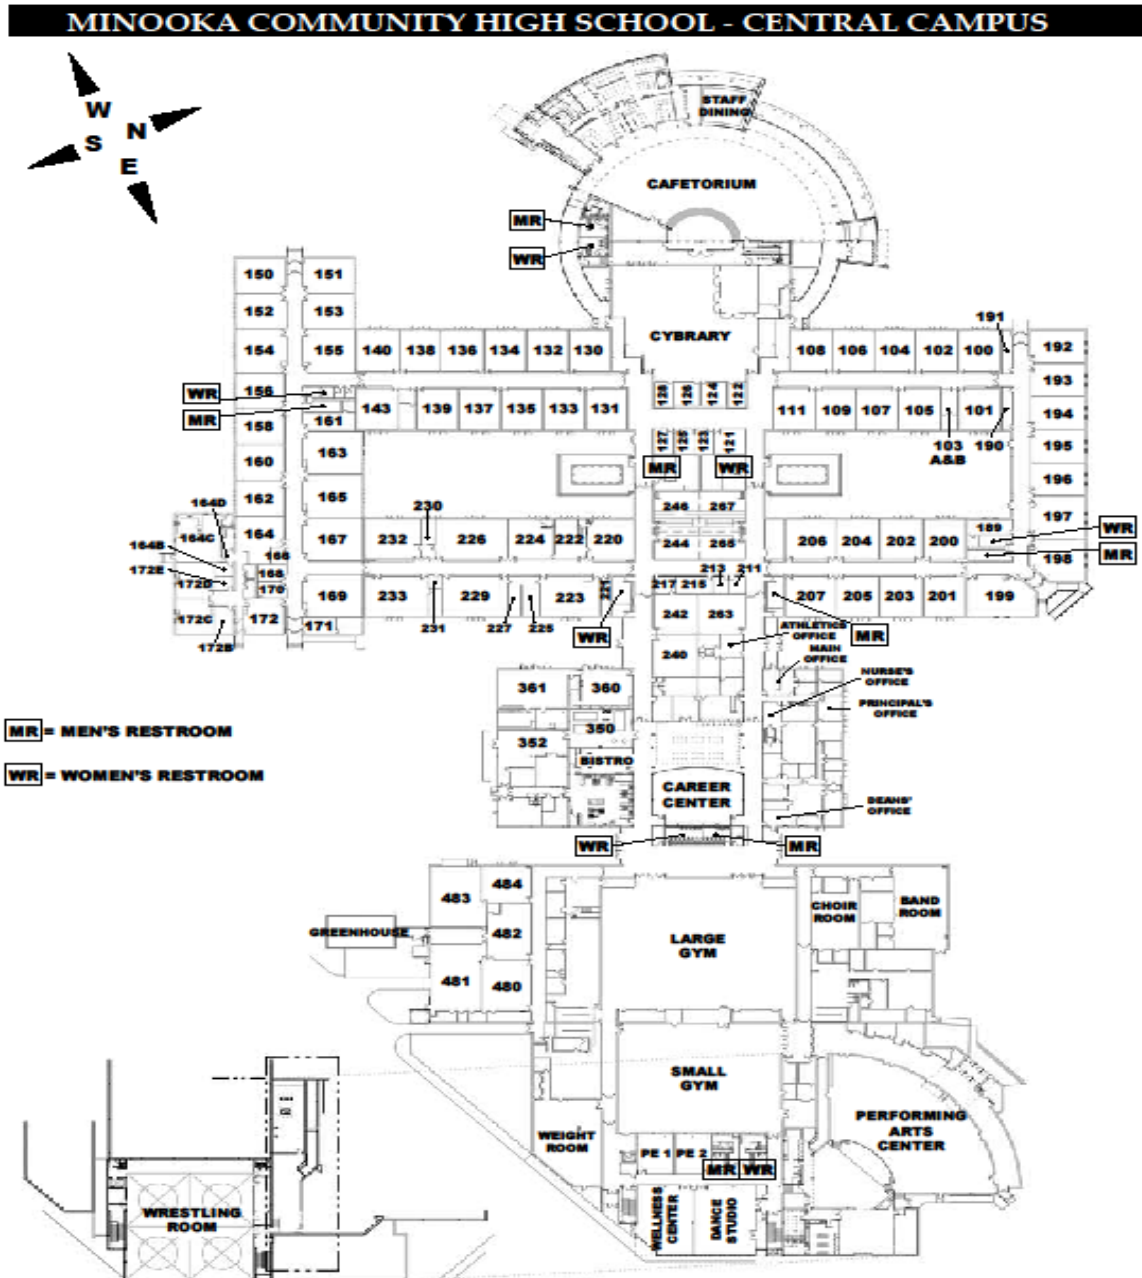 MINOOKA COMMUNITY HIGH SCHOOL - CENTRAL CAMPUS
W
N
S
E
STAFF
DINING
CAFETORIUM
MR
WR
150
151
152
153
CYBRARY
191
154
155
140
138
136
134
132
130
108
106
104
102
100
192
WR
156
128
126
124
122
193
MR
143
139
137
135
133
131
111
109
107
105
101
194
158
161
127
125
123
121
103
A&B
190
195
160
163
MR
WR
196
162
165
164D
230
246
267
197
189
WR
164C
164
167
232
226
224
222
220
244
265
206
204
202
200
MR
198
164B
166
213
211
172E
168
217
215
172D
170
169
233
229
223
221
207
205
203
201
199
172C
172
171
231
227
225
242
263
172B
WR
ATHLETICS
OFFICE
MR
240
MAIN
OFFICE
361
360
NURSE'S
OFFICE
PRINCIPAL'S
OFFICE
MR = MEN'S RESTROOM
350
352
BISTRO
WR = WOMEN'S RESTROOM
CAREER
CENTER
DEANS'
OFFICE
WR
MR
484
483
CHOIR
ROOM
BAND
ROOM
GREENHOUSE
482
LARGE
GYM
481
480
SMALL
GYM
WEIGHT
ROOM
PERFORMING
ARTS
CENTER
PE 1
PE 2
MR
WR
WRESTLING
ROOM
WELLNESS
CENTER
DANCE
STUDIO